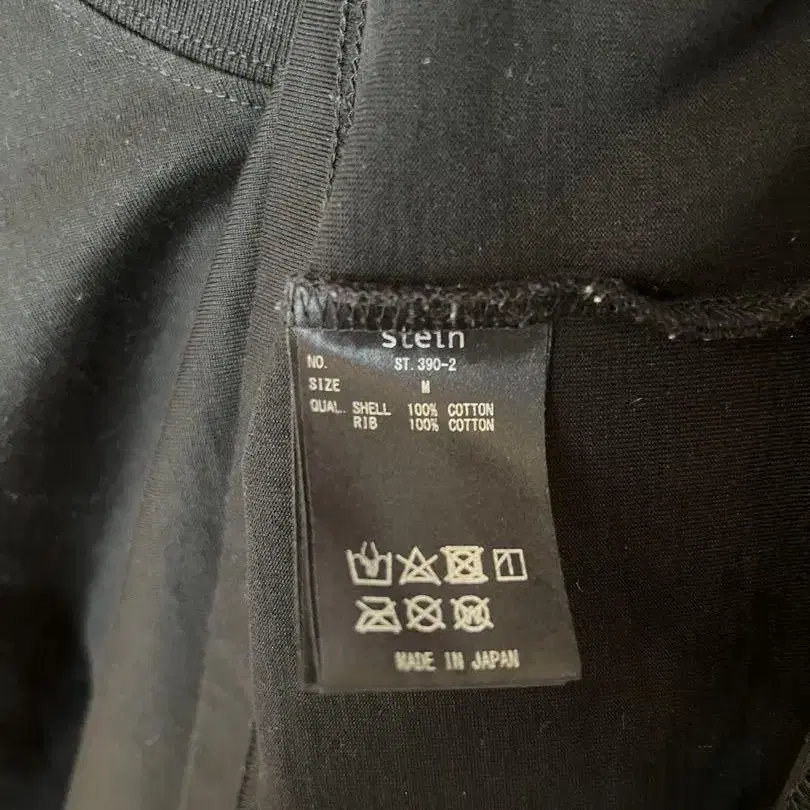 stein
NO. ST.390-2
SIZE M
QUAL. SHELL 100% COTTON
RIB 100% COTTON
MADE IN JAPAN